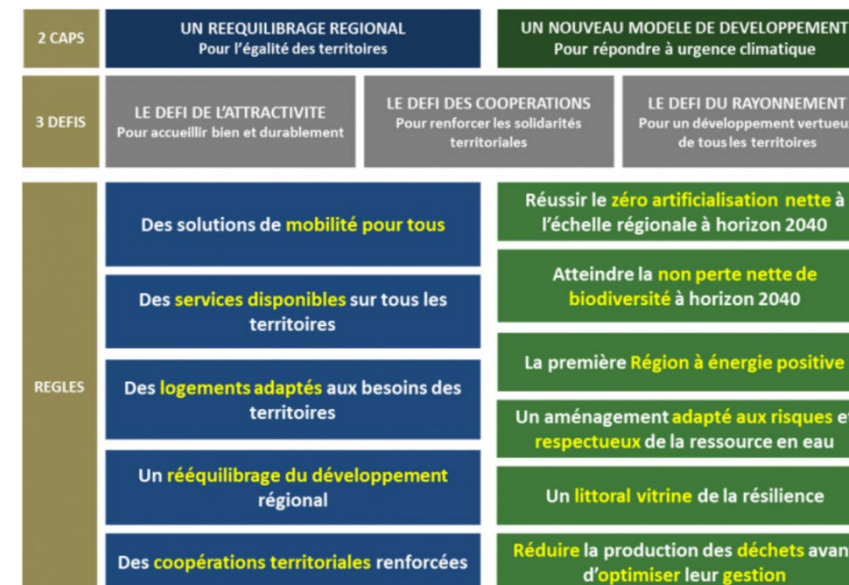 2 CAPS
UN REEQUILIBRAGE REGIONAL
Pour l'égalité des territoires
UN NOUVEAU MODELE DE DEVELOPPEMENT
Pour répondre à urgence climatique
3 DEFIS
LE DEFI DE L'ATTRACTIVITE
Pour accueillir bien et durablement
LE DEFI DES COOPERATIONS
Pour renforcer les solidarités
territoriales
LE DEFI DU RAYONNEMENT
Pour un développement vertueu
de tous les territoires
REGLES
Des solutions de mobilité pour tous
Des services disponibles sur tous les
territoires
Des logements adaptés aux besoins des
territoires
Un rééquilibrage du développement
régional
Des coopérations territoriales renforcées
Réussir le zéro artificialisation nette à
l'échelle régionale à horizon 2040
Atteindre la non perte nette de
biodiversité à horizon 2040
La première Région à énergie positive
Un aménagement adapté aux risques et
respectueux de la ressource en eau
Un littoral vitrine de la résilience
Réduire la production des déchets avan
d'optimiser leur gestion